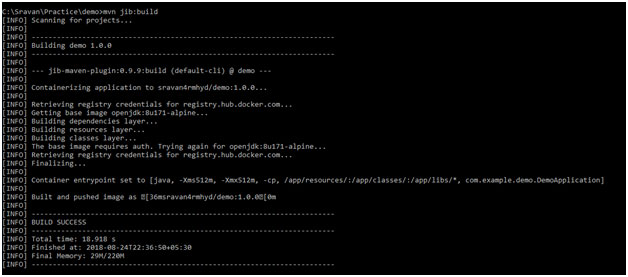 C:\Sravan\Practice\demo>mvn jib:build
[INFO] Scanning for projects...
[INFO]
[INFO] ------------------------------------------------------------------------
[INFO] Building demo 1.0.0
[INFO] ------------------------------------------------------------------------
[INFO]
[INFO] --- jib-maven-plugin:0.9.9:build (default-cli) @ demo ---
[INFO]
[INFO] Containerizing application to sravan4rmhyd/demo:1.0.0...
[INFO]
[INFO] Retrieving registry credentials for registry.hub.docker.com...
[INFO] Getting base image openjdk:8u171-alpine...
[INFO] Building dependencies layer...
[INFO] Building resources layer...
[INFO] Building classes layer...
[INFO] The base image requires auth. Trying again for openjdk:8u171-alpine...
[INFO] Retrieving registry credentials for registry.hub.docker.com...
[INFO] Finalizing...
[INFO]
[INFO] Container entrypoint set to [java, -Xms512m, -Xmx512m, -cp, /app/resources/:/app/classes/:/app/libs/*, com.example.demo.DemoApplication]
[INFO]
[INFO] Built and pushed image as [36msravan4rmhyd/demo:1.0.0[0m
[INFO]
[INFO] ------------------------------------------------------------------------
[INFO] BUILD SUCCESS
[INFO] ------------------------------------------------------------------------
[INFO] Total time: 18.918 s
[INFO] Finished at: 2018-08-24T22:36:50+05:30
[INFO] Final Memory: 29M/220M
[INFO] ------------------------------------------------------------------------